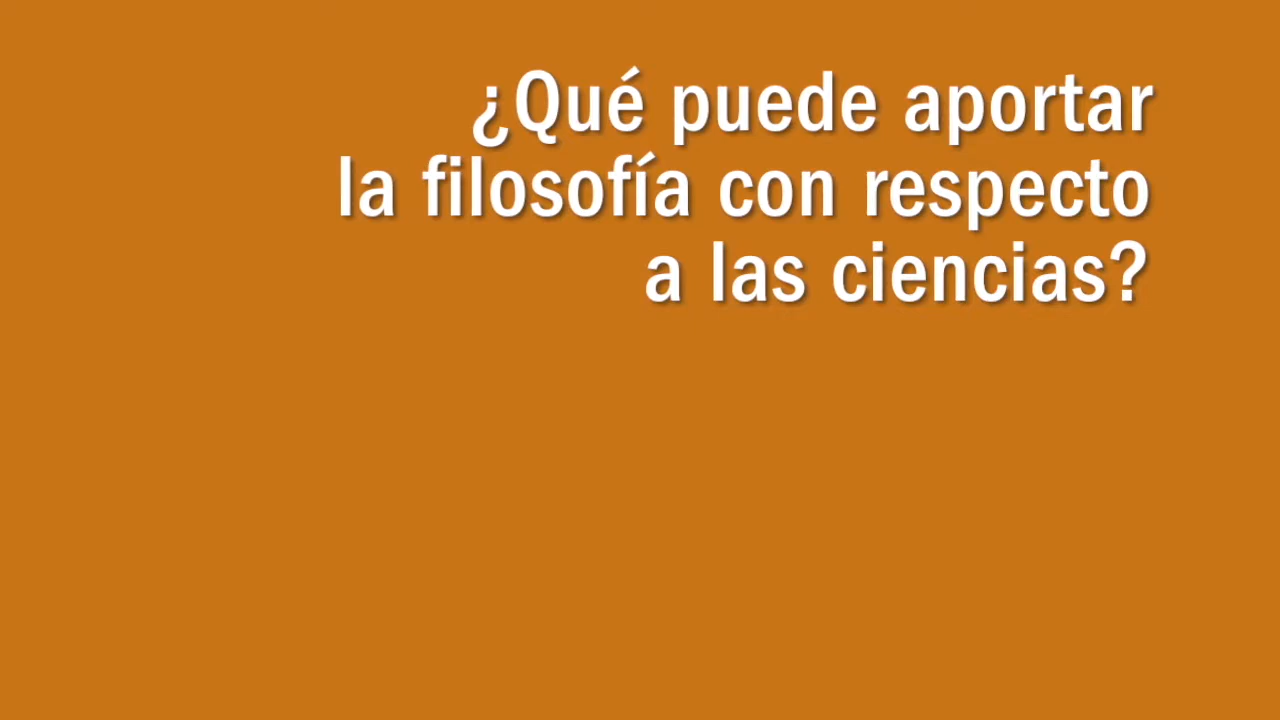 ¿Qué puede aportar
la filosofía con respecto
a las ciencias?